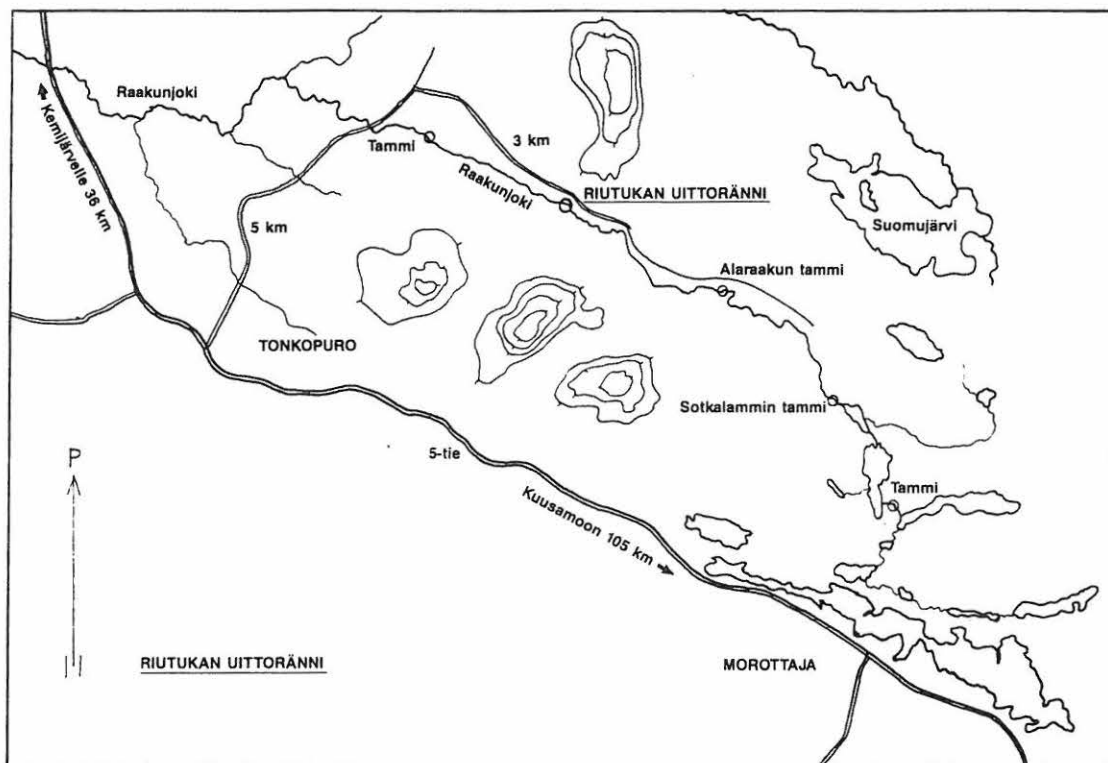 Raakunjoki
Kemijärvelle 36 km
Tammi
3 km
Raakunjoki
RIUTUKAN UITTORÄNNI
5 km
Suomujärvi
Alaraakun tammi
TONKOPURO
Sotkalammin tammi
5-tie
P
Tammi
Kuusamoon 105 km
RIUTUKAN UITTORÄNNI
MOROTTAJA